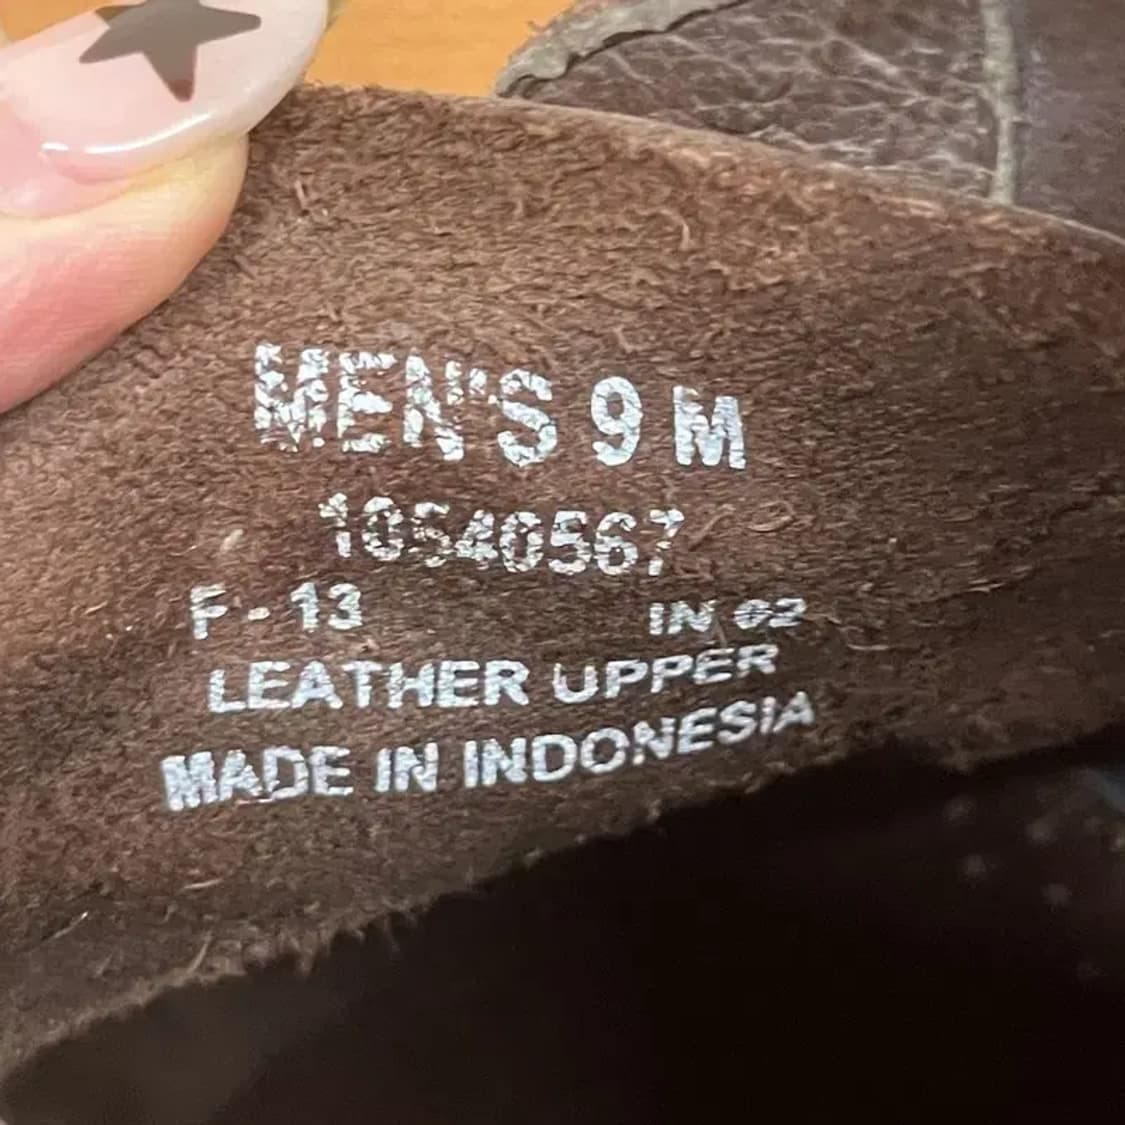 MEN'S 9 M
10540567
F - 13 IN 02
LEATHER UPPER
MADE IN INDONESIA